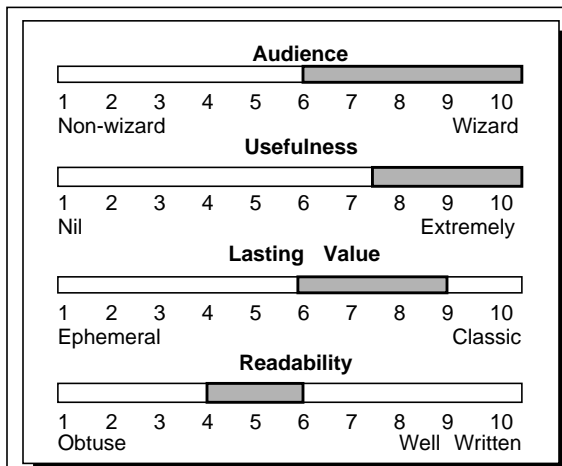 Audience
1 2 3 4 5 6 7 8 9 10
Non-wizard Wizard
Usefulness
1 2 3 4 5 6 7 8 9 10
Nil Extremely
Lasting Value
1 2 3 4 5 6 7 8 9 10
Ephemeral Classic
Readability
1 2 3 4 5 6 7 8 9 10
Obtuse Well Written